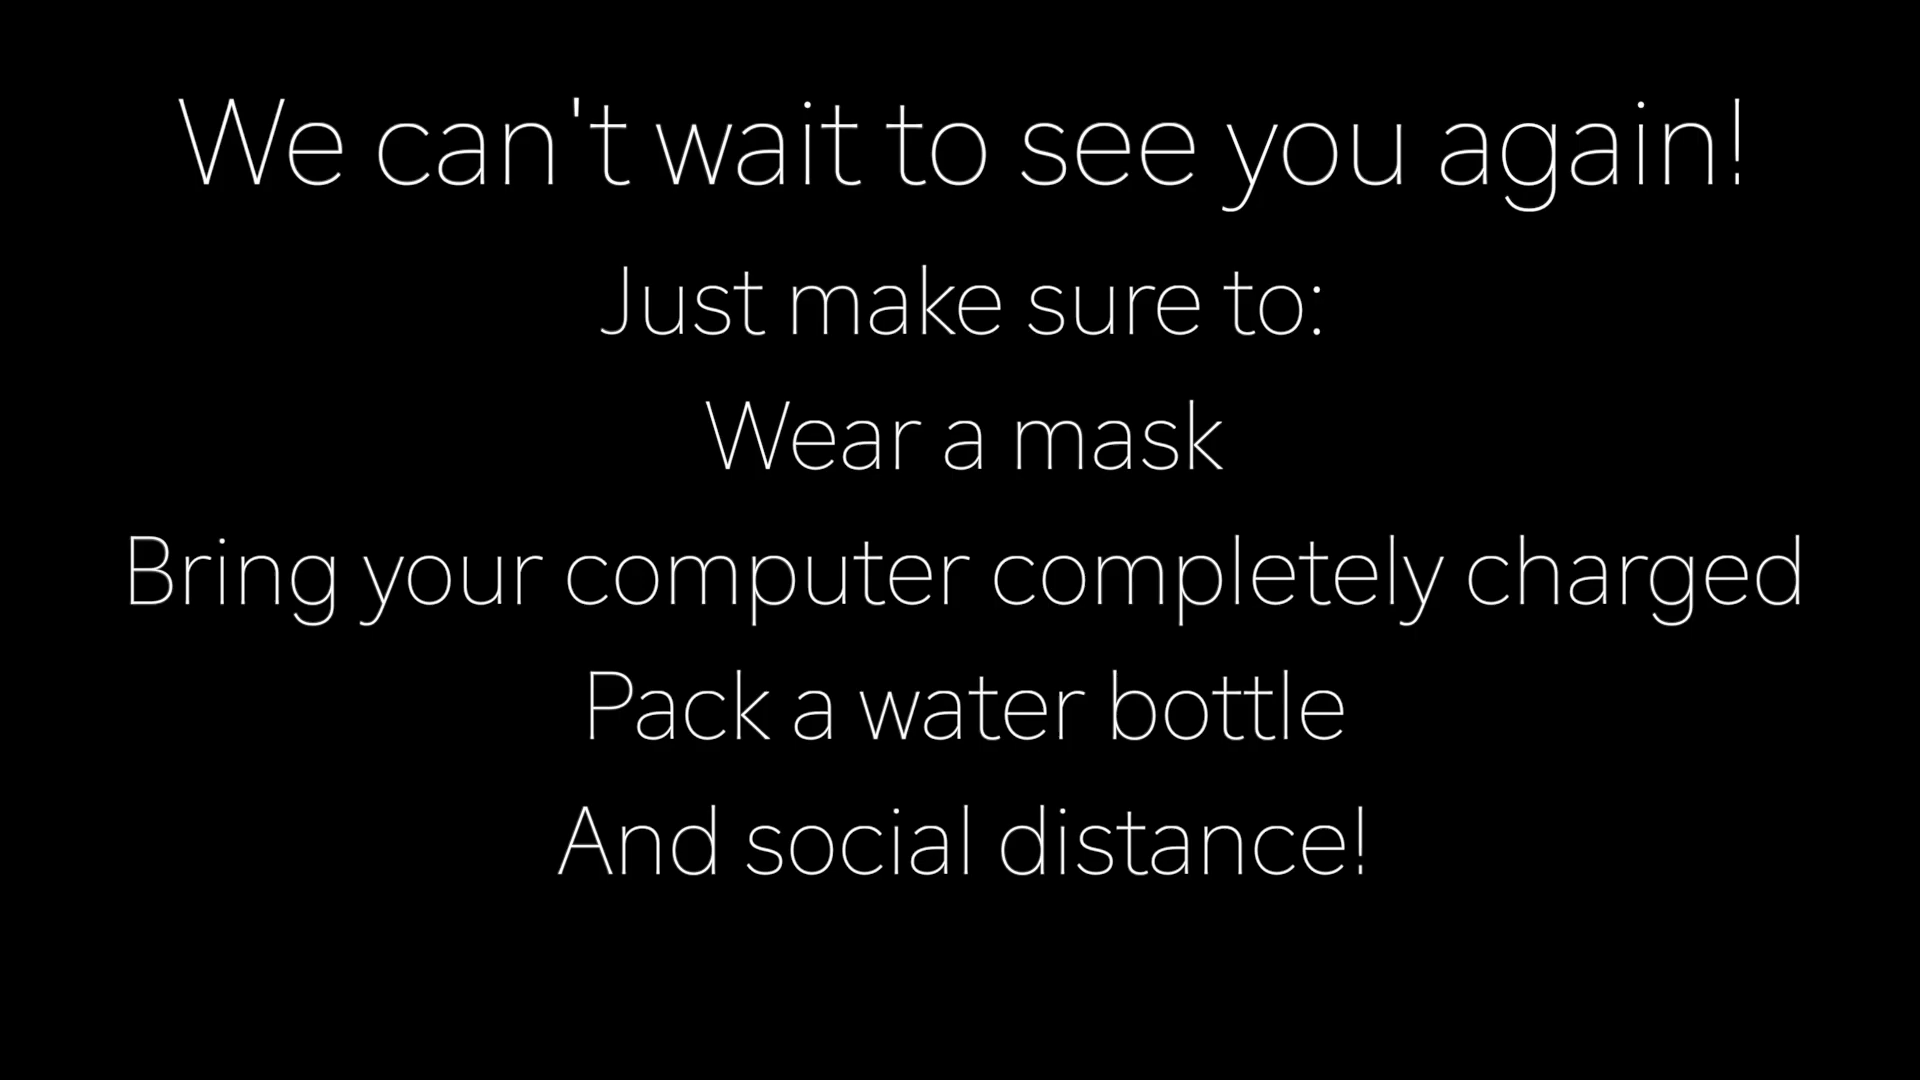 We can't wait to see you again!
Just make sure to:
Wear a mask
Bring your computer completely charged
Pack a water bottle
And social distance!